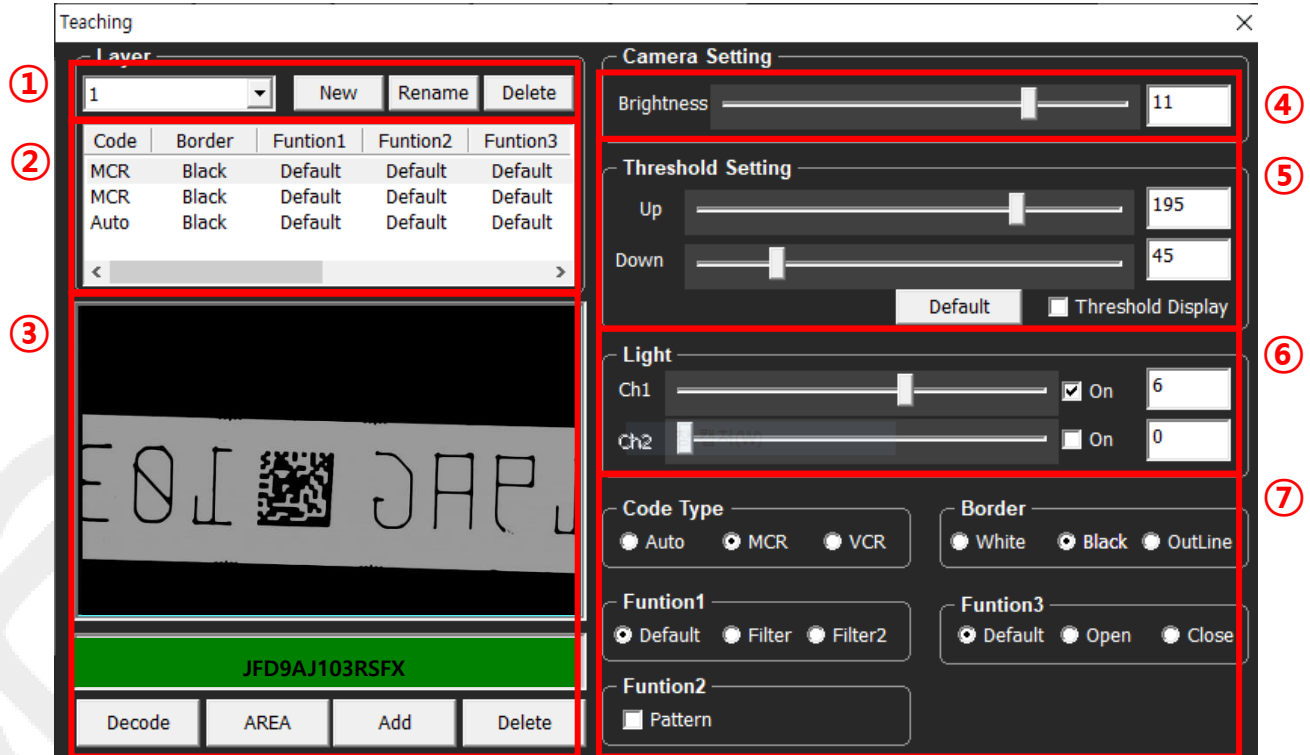 Teaching
Layer
①
1
New Rename Delete
②
Code Border Funtion1 Funtion2 Funtion3
MCR Black Default Default Default
MCR Black Default Default Default
Auto Black Default Default Default
③
JFD9AJ103RSFX
Decode AREA Add Delete
Camera Setting
Brightness 11
④
Threshold Setting
⑤
Up 195
Down 45
Default Threshold Display
Light
⑥
Ch1 On 6
Ch2 On 0
⑦
Code Type
Auto MCR VCR
Border
White Black OutLine
Funtion1
Default Filter Filter2
Funtion3
Default Open Close
Funtion2
Pattern